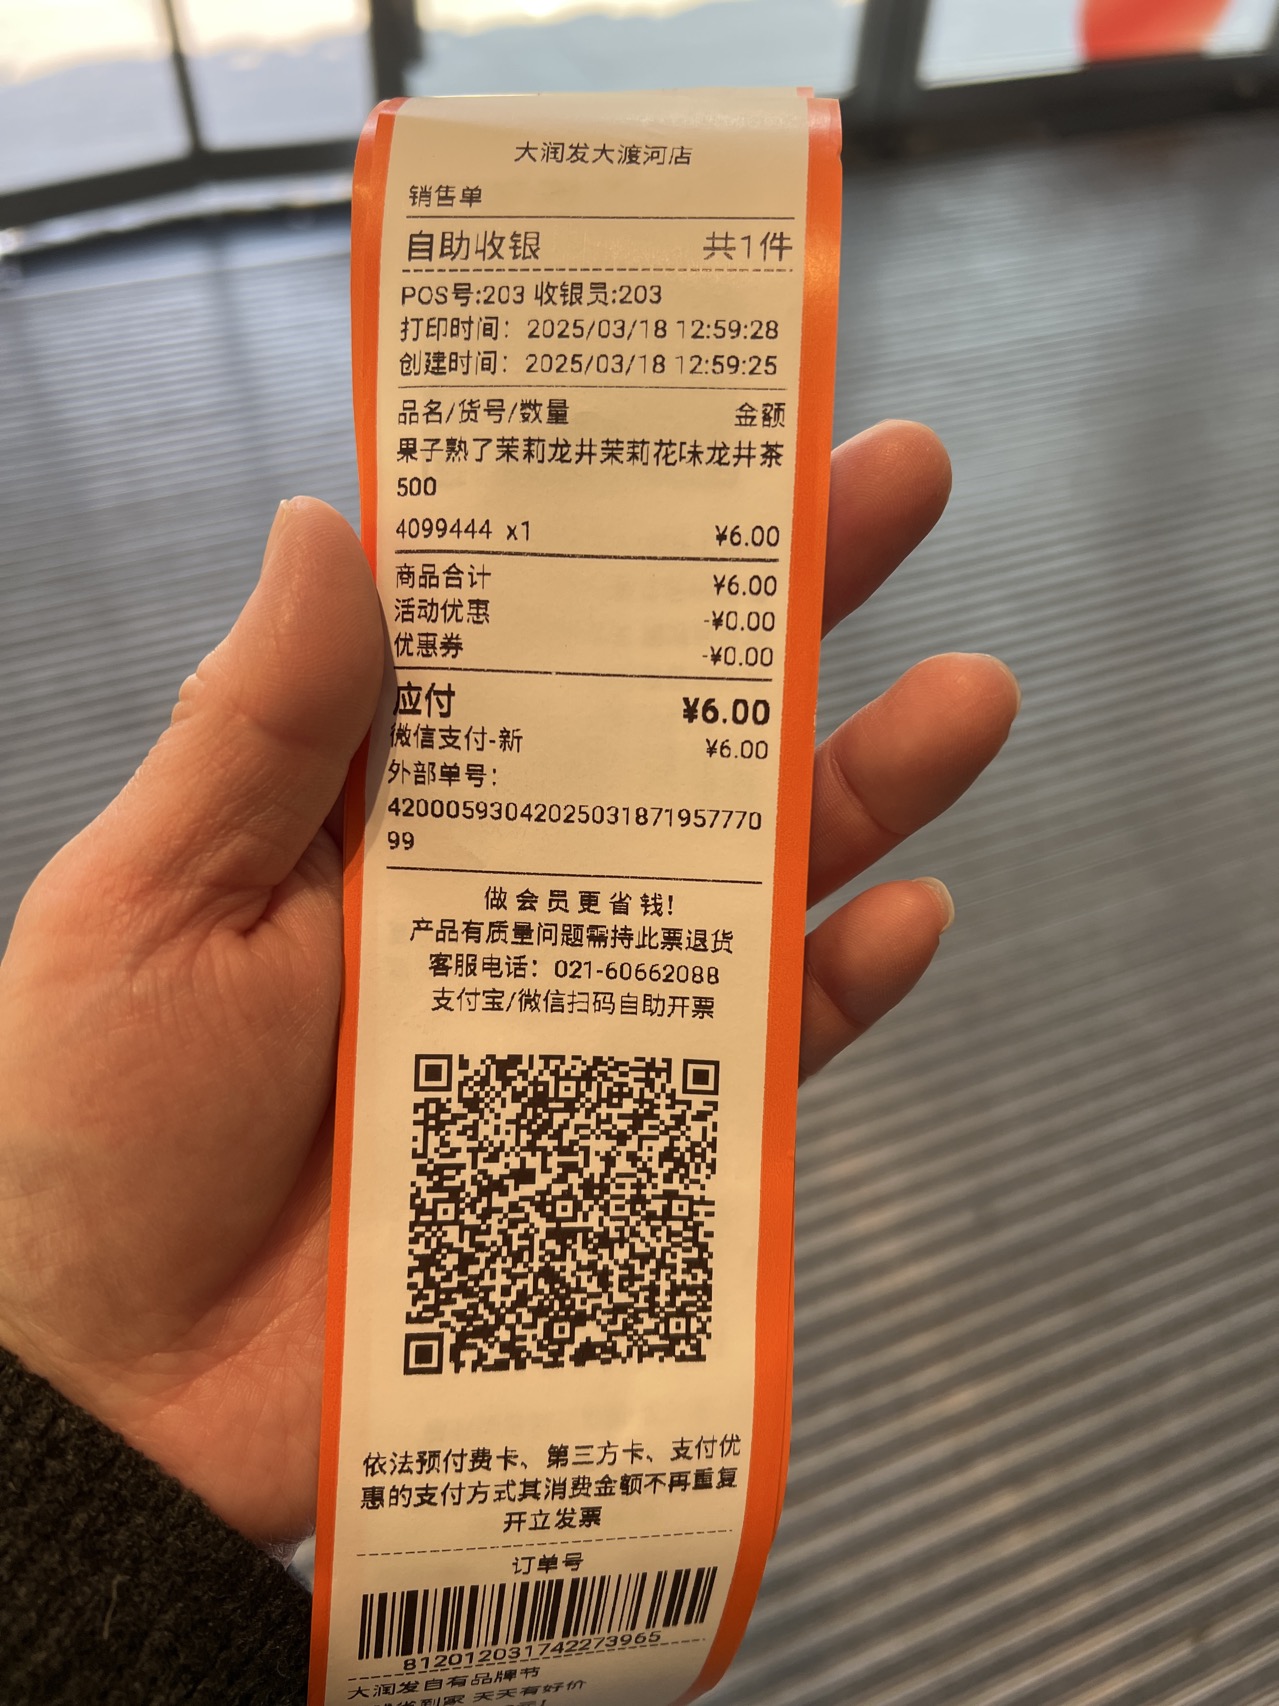 大润发大渡河店
销售单
自助收银 共1件
POS号:203 收银员:203
打印时间： 2025/03/18 12:59:28
创建时间： 2025/03/18 12:59:25
品名/货号/数量 金额
果子熟了茉莉龙井茉莉花味龙井茶
500
4099444 x1 ¥6.00
商品合计 ¥6.00
活动优惠 -¥0.00
优惠券 -¥0.00
应付 ¥6.00
微信支付-新 ¥6.00
外部单号：
42000593042025031871957770
99
做会员更省钱!
产品有质量问题需持此票退货
客服电话：021-60662088
支付宝/微信扫码自助开票
依法预付费卡、第三方卡、支付优
惠的支付方式其消费金额不再重复
开立发票
订单号
812012031742273965
大润发自有品牌节
到家 天天有好价